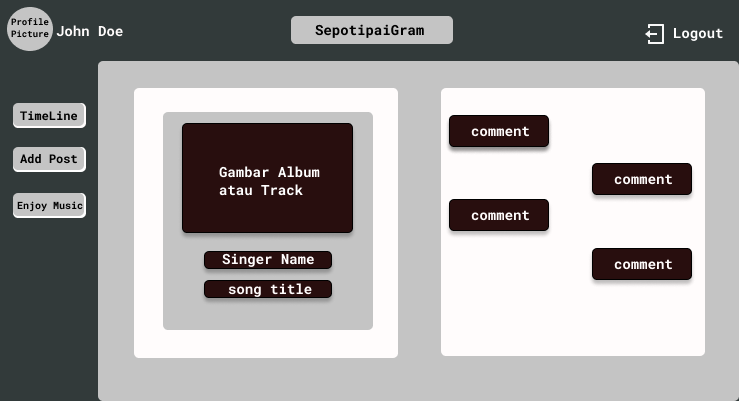 Profile
Picture
John Doe
SepotipaiGram
Logout
TimeLine
Add Post
Enjoy Music
Gambar Album
atau Track
Singer Name
song title
comment
comment
comment
comment